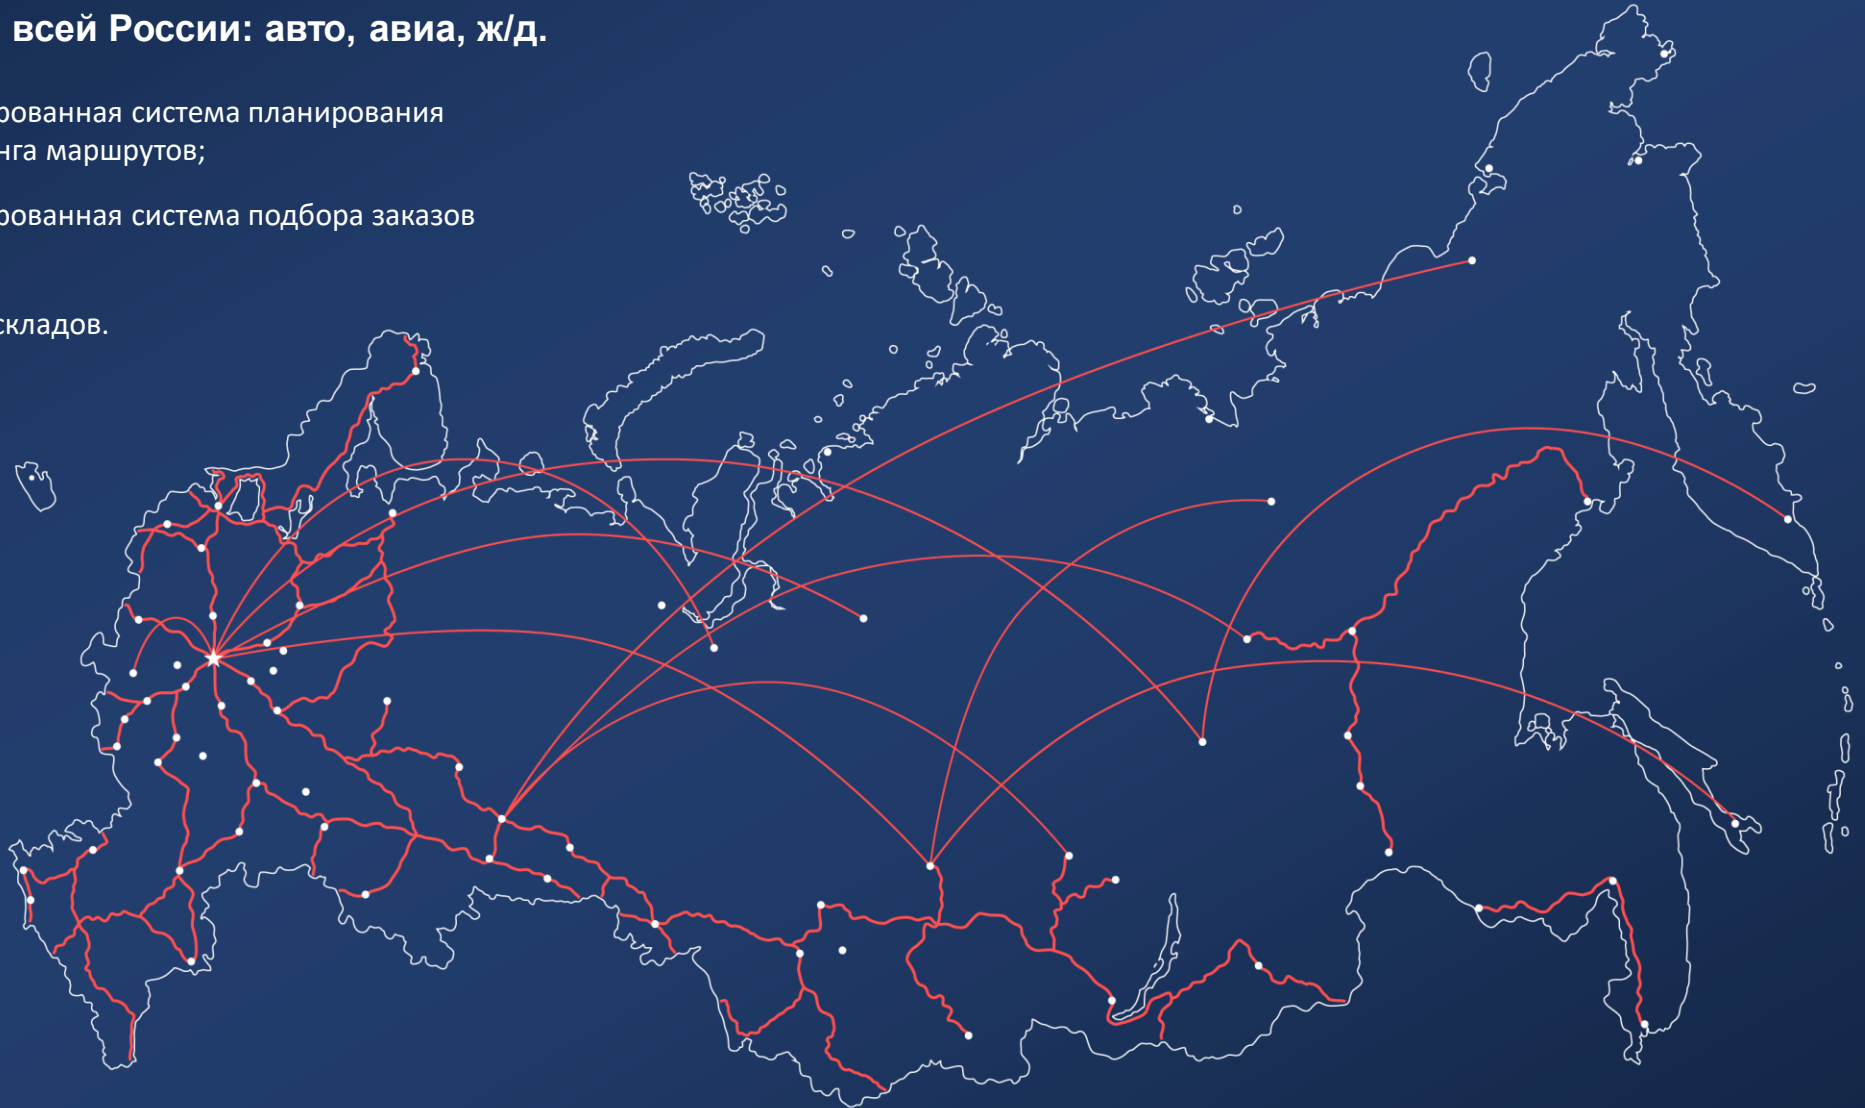 всей России: авто, авиа, ж/д.
рованная система планирования
нга маршрутов;
рованная система подбора заказов
складов.